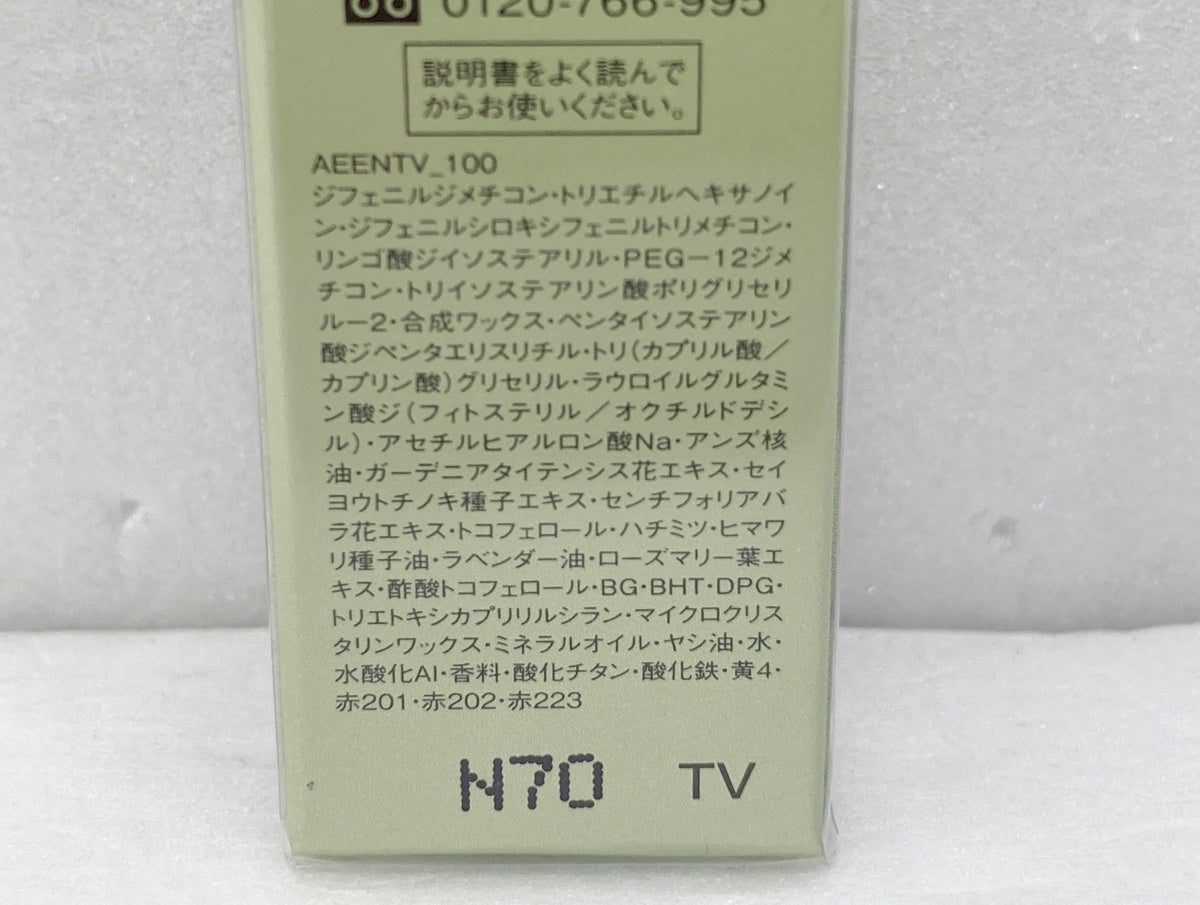 0120-766-995
説明書をよく読んで
からお使いください。
AEENTV_100
ジフェニルジメチコン・トリエチルヘキサノイ
ン・ジフェニルシロキシフェニルトリメチコン・
リンゴ酸ジイソステアリル・PEG－12ジメ
チコン・トリイソステアリン酸ポリグリセリ
ル－2・合成ワックス・ペンタイソステアリン
酸ジペンタエリスリチル・トリ(カプリル酸／
カプリン酸)グリセリル・ラウロイルグルタミ
ン酸ジ(フィトステリル／オクチルドデシ
ル)・アセチルヒアルロン酸Na・アンズ核
油・ガーデニアタイテンシス花エキス・セイ
ヨウトチノキ種子エキス・センチフォリアバ
ラ花エキス・トコフェロール・ハチミツ・ヒマワ
リ種子油・ラベンダー油・ローズマリー葉エ
キス・酢酸トコフェロール・BG・BHT・DPG・
トリエトキシカプリリルシラン・マイクロクリス
タリンワックス・ミネラルオイル・ヤシ油・水・
水酸化Al・香料・酸化チタン・酸化鉄・黄4・
赤201・赤202・赤223
N70 TV